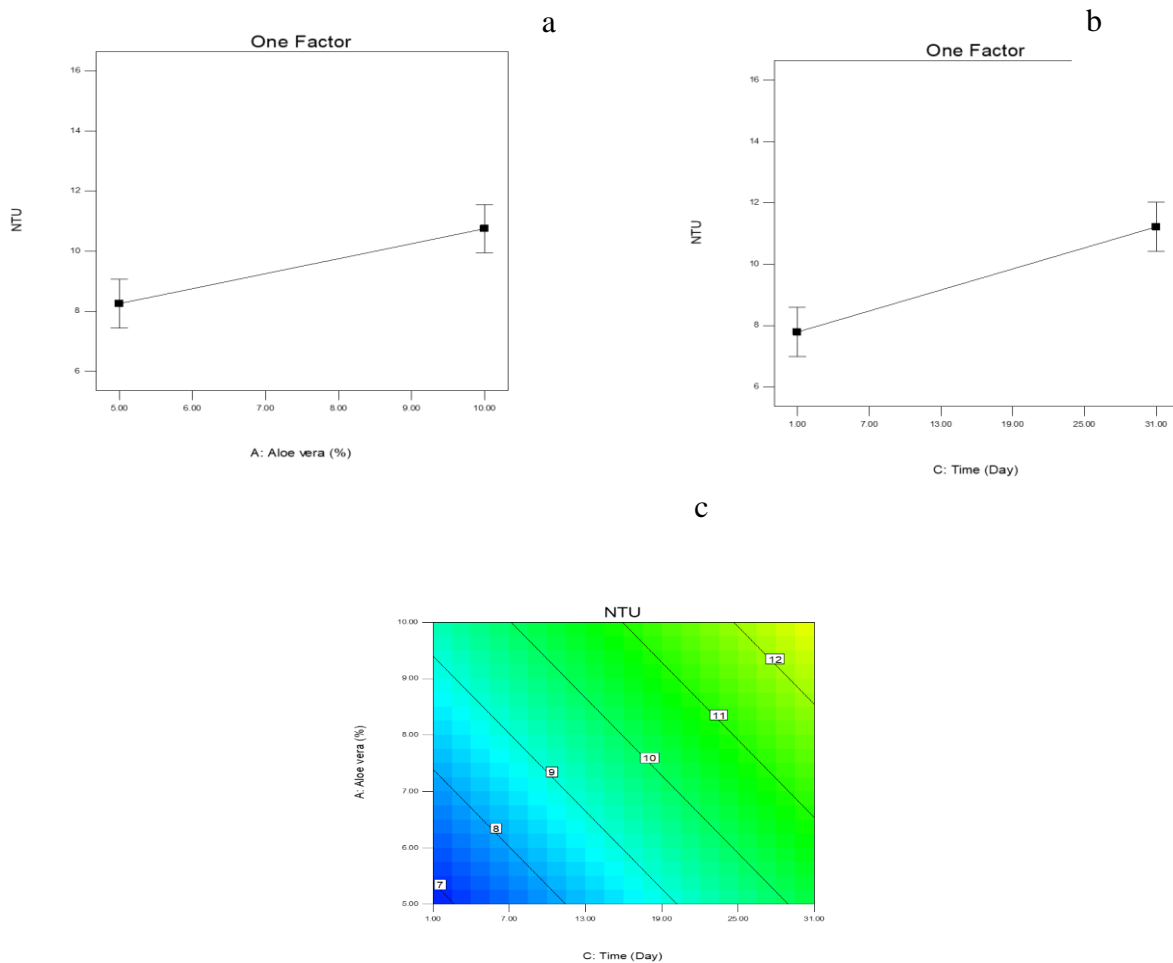 a
One Factor
16
14
12
10
8
6
NTU
5.00 6.00 7.00 8.00 9.00 10.00
A: Aloe vera (%)
b
One Factor
16
14
12
10
8
6
NTU
1.00 7.00 13.00 19.00 25.00 31.00
C: Time (Day)
c
NTU
10.00
9.00
8.00
7.00
6.00
5.00
A: Aloe vera (%)
12
11
10
9
8
7
1.00 7.00 13.00 19.00 25.00 31.00
C: Time (Day)